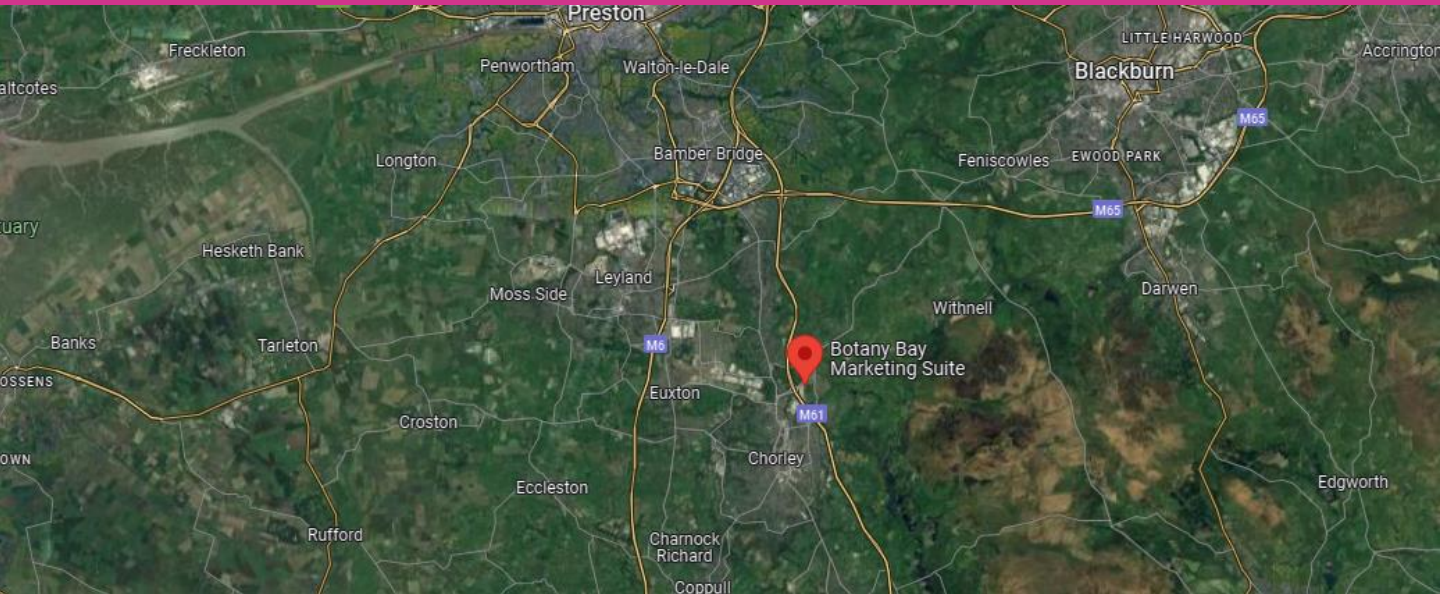 Preston
LITTLE HARWOOD
Freckleton
Accrington
Penwortham
Walton-le-Dale
Blackburn
altcotes
M65
Bamber Bridge
EWOOD PARK
Longton
Feniscowles
M65
uary
Hesketh Bank
Leyland
Moss Side
Darwen
Withnell
Banks
Tarleton
M6
Botany Bay
Marketing Suite
OSSENS
Euxton
M61
Croston
OWN
Chorley
Eccleston
Edgworth
Rufford
Charnock
Richard
Coppull